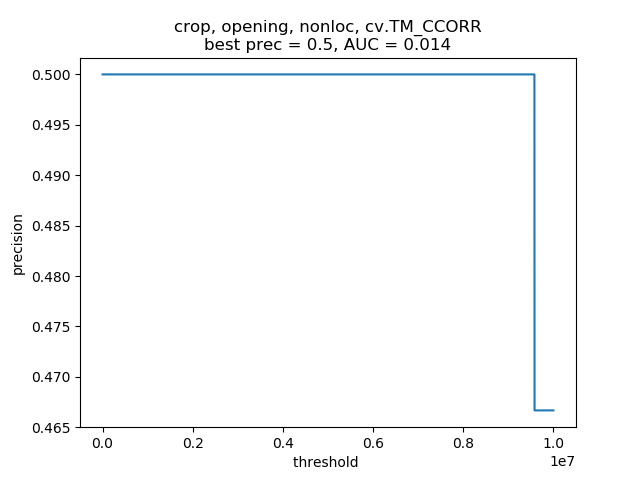 crop, opening, nonloc, cv.TM_CCORR
best prec = 0.5, AUC = 0.014
0.500
0.495
0.490
0.485
0.480
0.475
0.470
0.465
precision
0.0 0.2 0.4 0.6 0.8 1.0
1e7
threshold